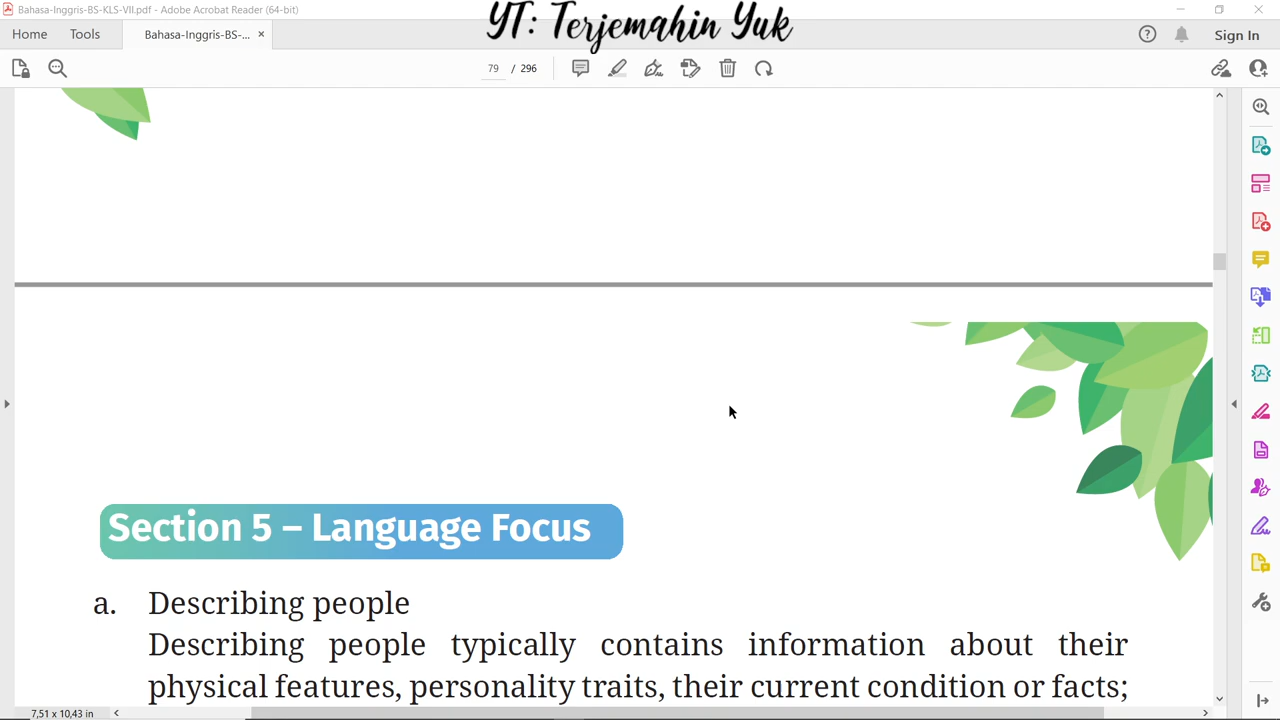 Bahasa-Inggris-BS-KLS-VII.pdf - Adobe Acrobat Reader (64-bit)
YT: Terjemahin Yuk
Home Tools Bahasa-Inggris-BS-... × Sign In
79 / 296
Section 5 – Language Focus
a. Describing people
Describing people typically contains information about their
physical features, personality traits, their current condition or facts;
7,51 x 10,43 in